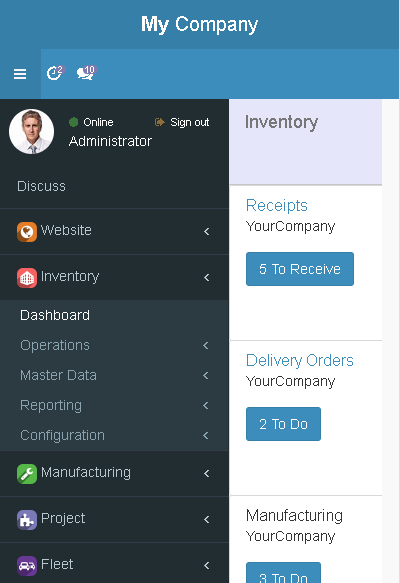 My Company
2 10
Online
Sign out
Administrator
Discuss
Website
Inventory
Dashboard
Operations
Master Data
Reporting
Configuration
Manufacturing
Project
Fleet
Inventory
Receipts
YourCompany
5 To Receive
Delivery Orders
YourCompany
2 To Do
Manufacturing
YourCompany
3 To Do